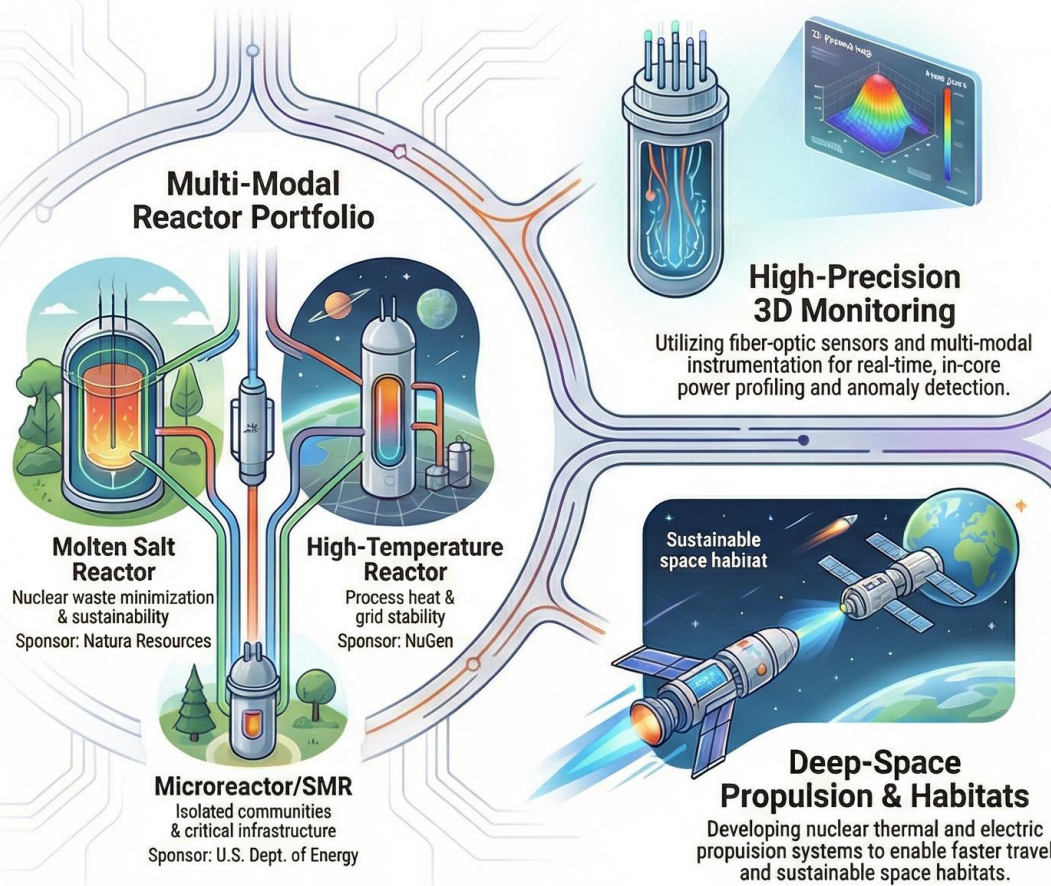 Multi-Modal
Reactor Portfolio
Molten Salt
Reactor
Nuclear waste minimization
& sustainability
Sponsor: Natura Resources
High-Temperature
Reactor
Process heat &
grid stability
Sponsor: NuGen
Microreactor/SMR
Isolated communities
& critical infrastructure
Sponsor: U.S. Dept. of Energy
High-Precision
3D Monitoring
Utilizing fiber-optic sensors and multi-modal
instrumentation for real-time, in-core
power profiling and anomaly detection.
Sustainable
space habitat
Deep-Space
Propulsion & Habitats
Developing nuclear thermal and electric
propuision systems to enable faster travel
and sustainable space habitats.